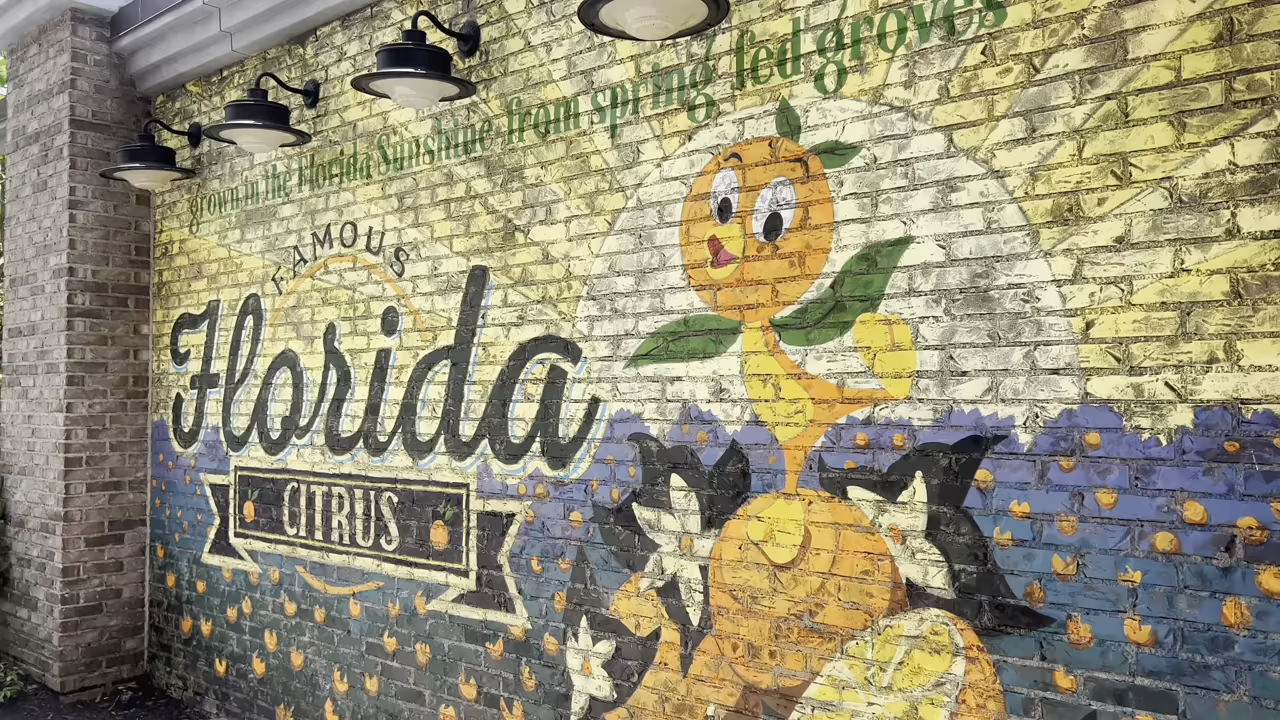 grown in the Florida Sunshine from spring fed groves
FAMOUS
Florida
CITRUS